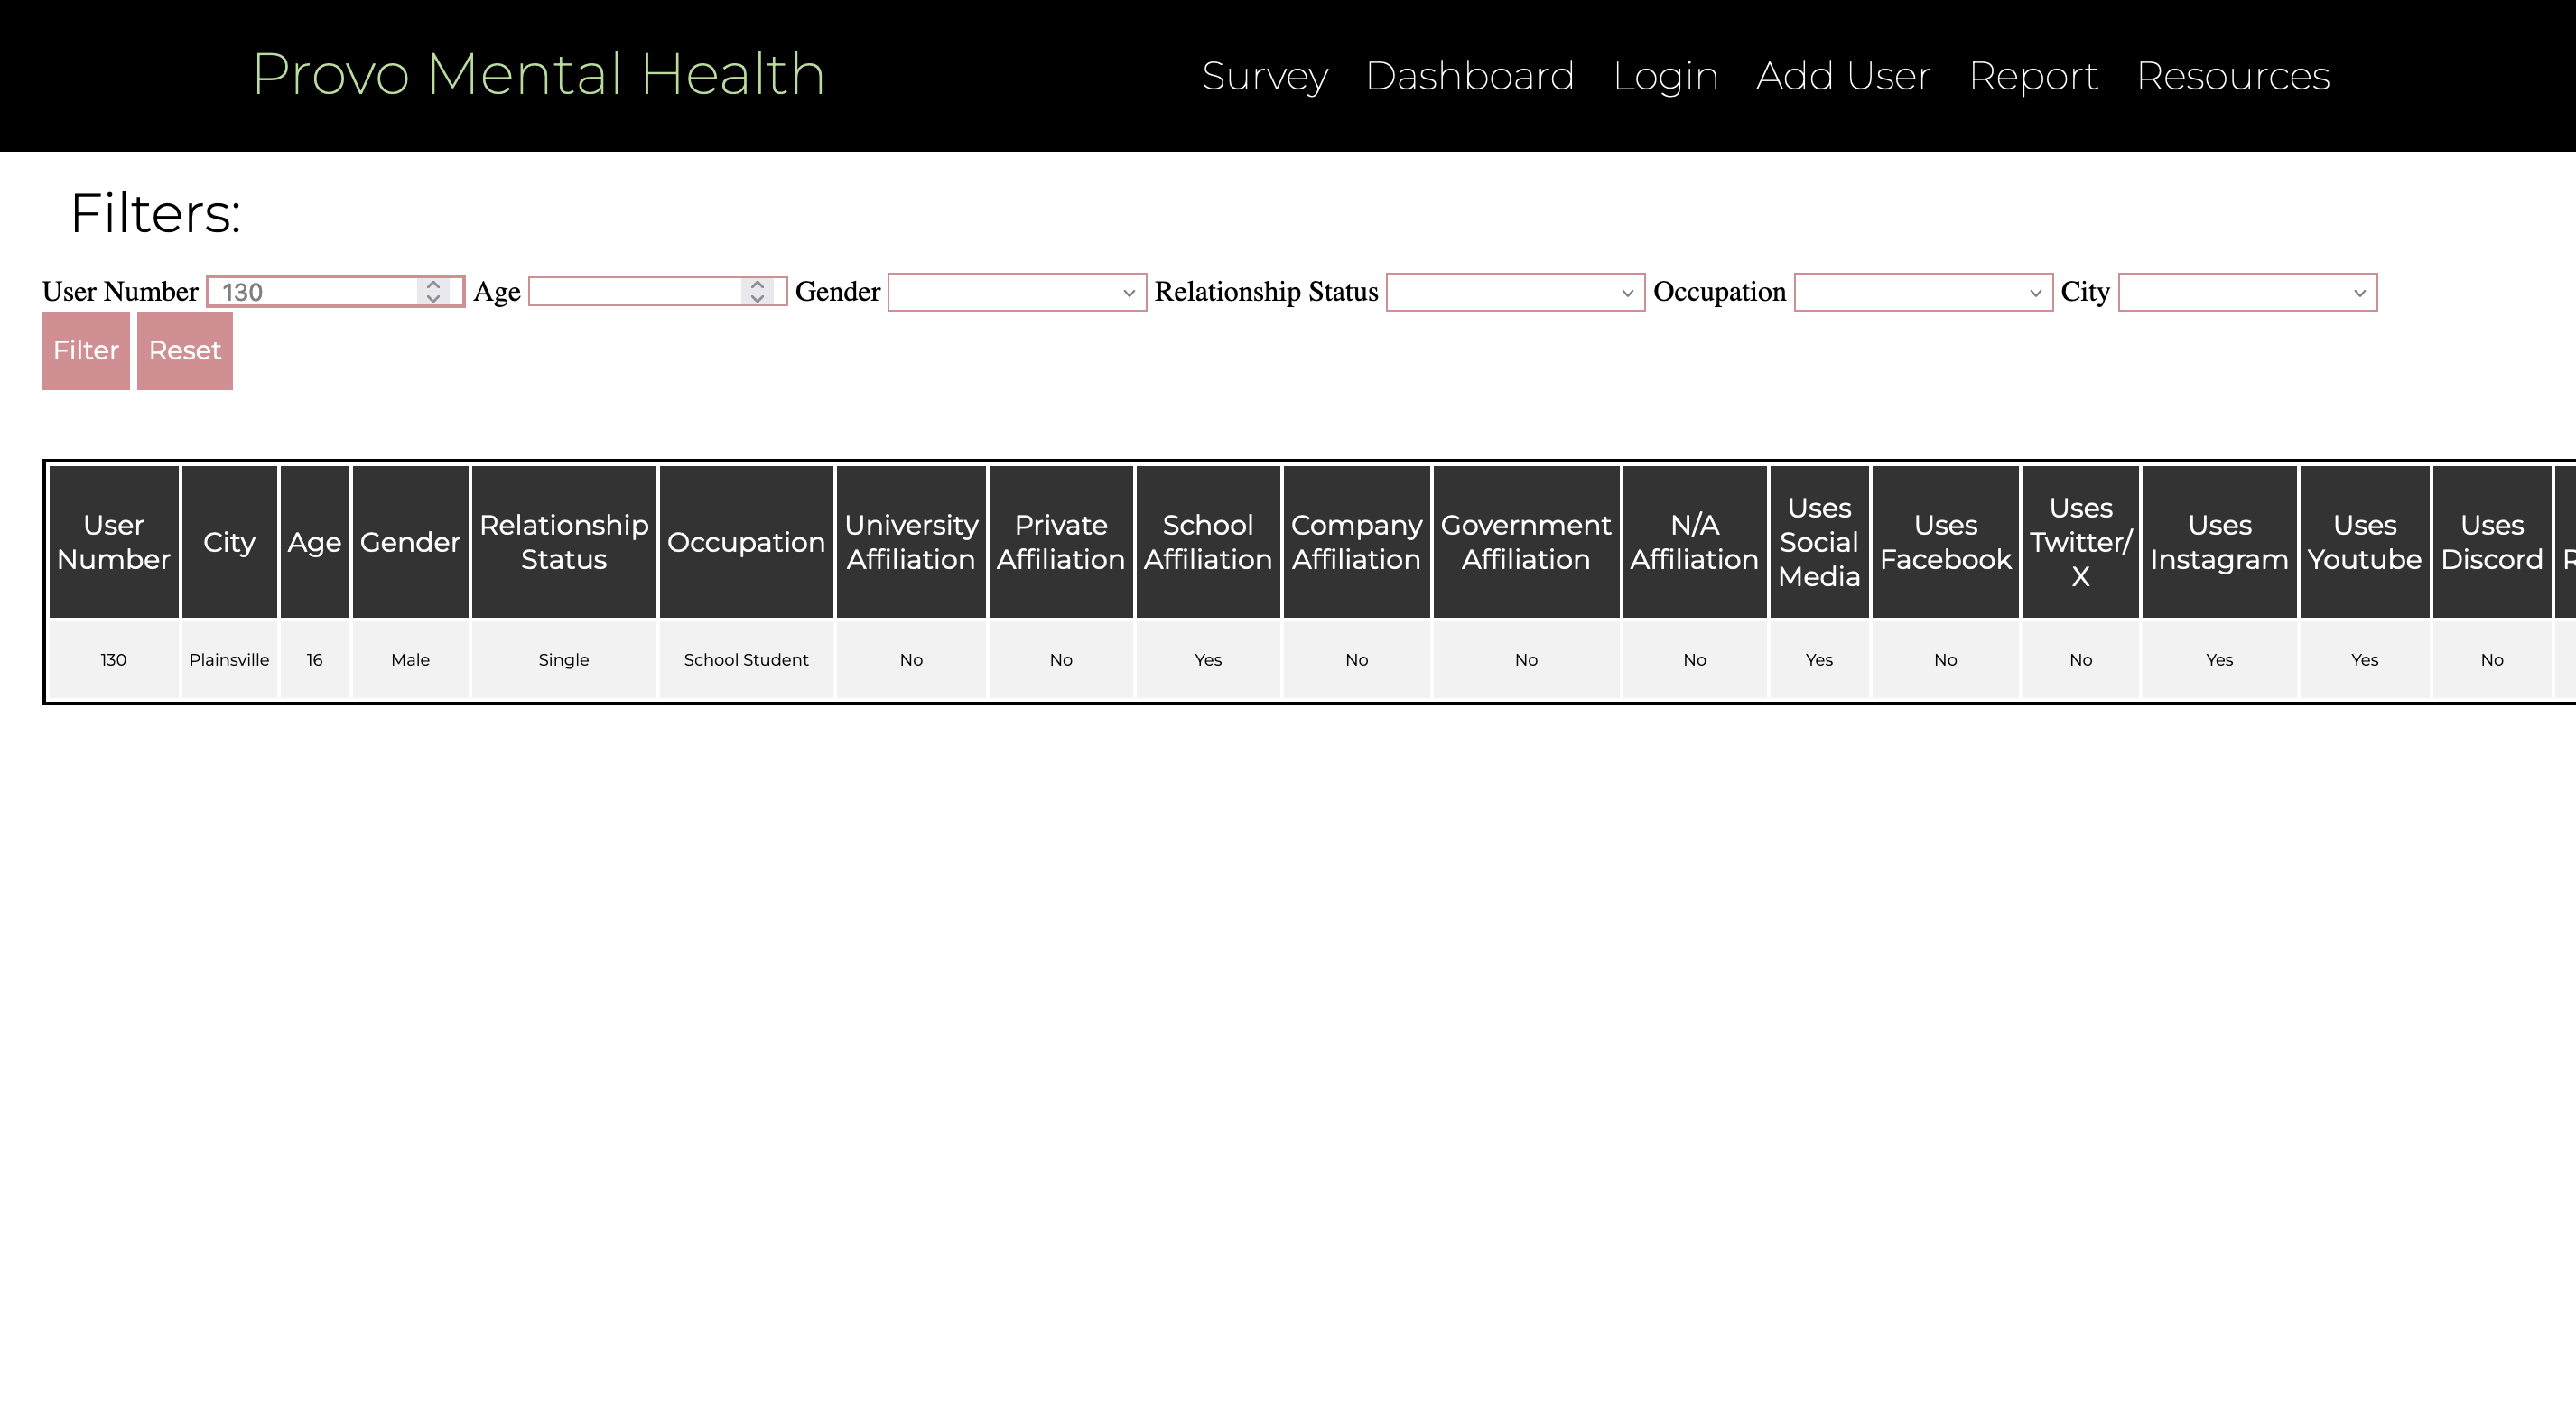 Provo Mental Health Survey Dashboard Login Add User Report Resources
Filters:
User Number 130 Age Gender Relationship Status Occupation City
Filter Reset
User Number City Age Gender Relationship Status Occupation University Affiliation Private Affiliation School Affiliation Company Affiliation Government Affiliation N/A Affiliation Uses Social Media Uses Facebook Uses Twitter/ X Uses Instagram Uses Youtube Uses Discord
130 Plainsville 16 Male Single School Student No No Yes No No No Yes No No Yes Yes No